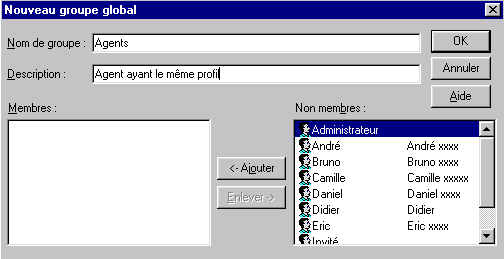 Nouveau groupe global
Nom de groupe : Agents
OK
Description : Agent ayant le même profil
Annuler
Aide
Membres :
Non membres :
Administrateur
André André xxxx
Bruno Bruno xxxx
<- Ajouter
Camille Camille xxxxx
Daniel Daniel xxxx
Enlever ->
Didier Didier
Eric Eric xxxx
Invité